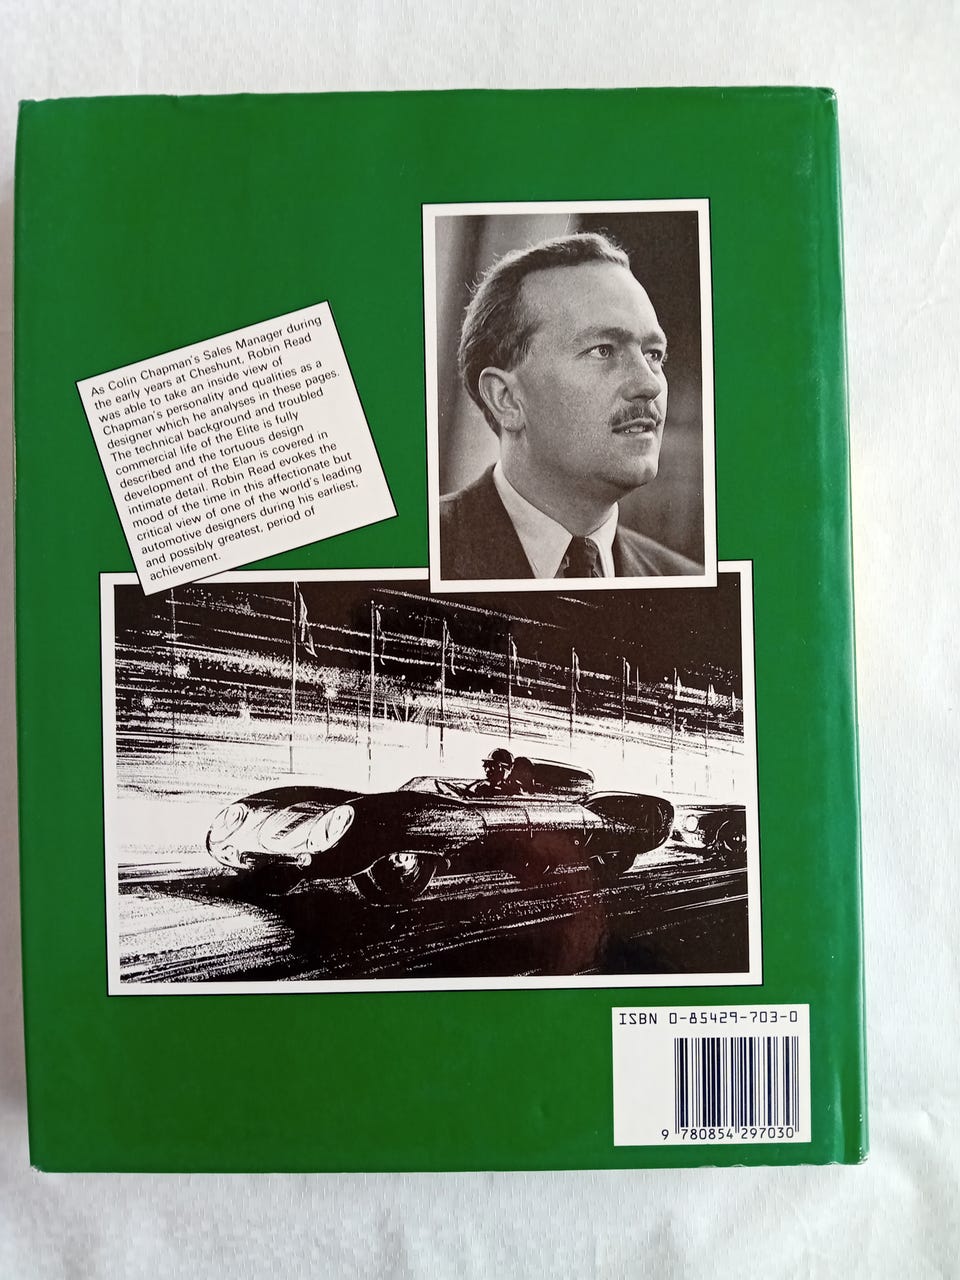 As Colin Chapman's Sales Manager during
the early years at Cheshunt, Robin Read
was able to take an inside view of
Chapman's personality and qualities as a
designer which he analyses in these pages.
The technical background and troubled
commercial life of the Elite is fully
described and the tortuous design
development of the Elan is covered in
intimate detail. Robin Read evokes the
mood of the time in this affectionate but
critical view of one of the world's leading
automotive designers during his earliest,
and possibly greatest, period of
achievement.
ISBN 0-85429-703-0
9 780854 297030